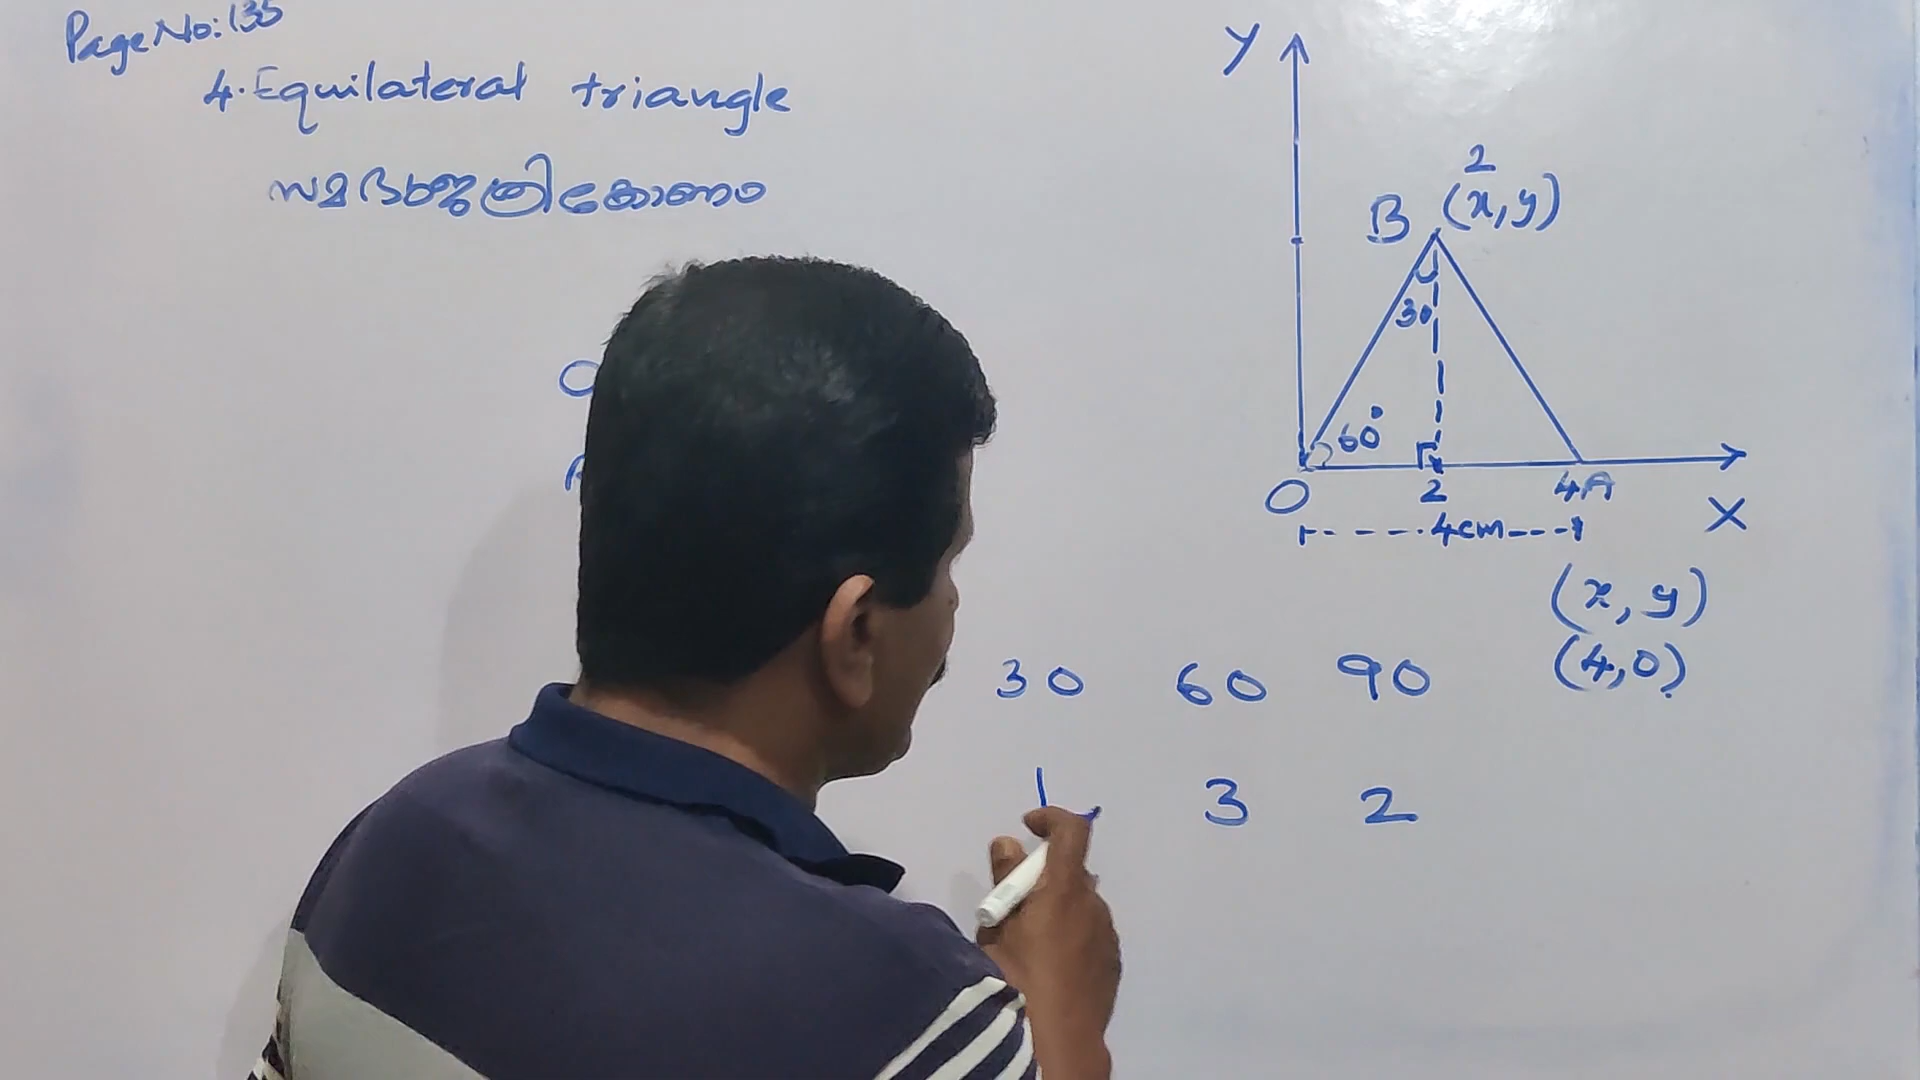 Page No: 135
4. Equilateral triangle
സമഭുജത്രികോണം
Y
2
B (x, y)
30
60°
O 2 4A
4cm
X
(x, y)
(4,0)
30 60 90
1 3 2